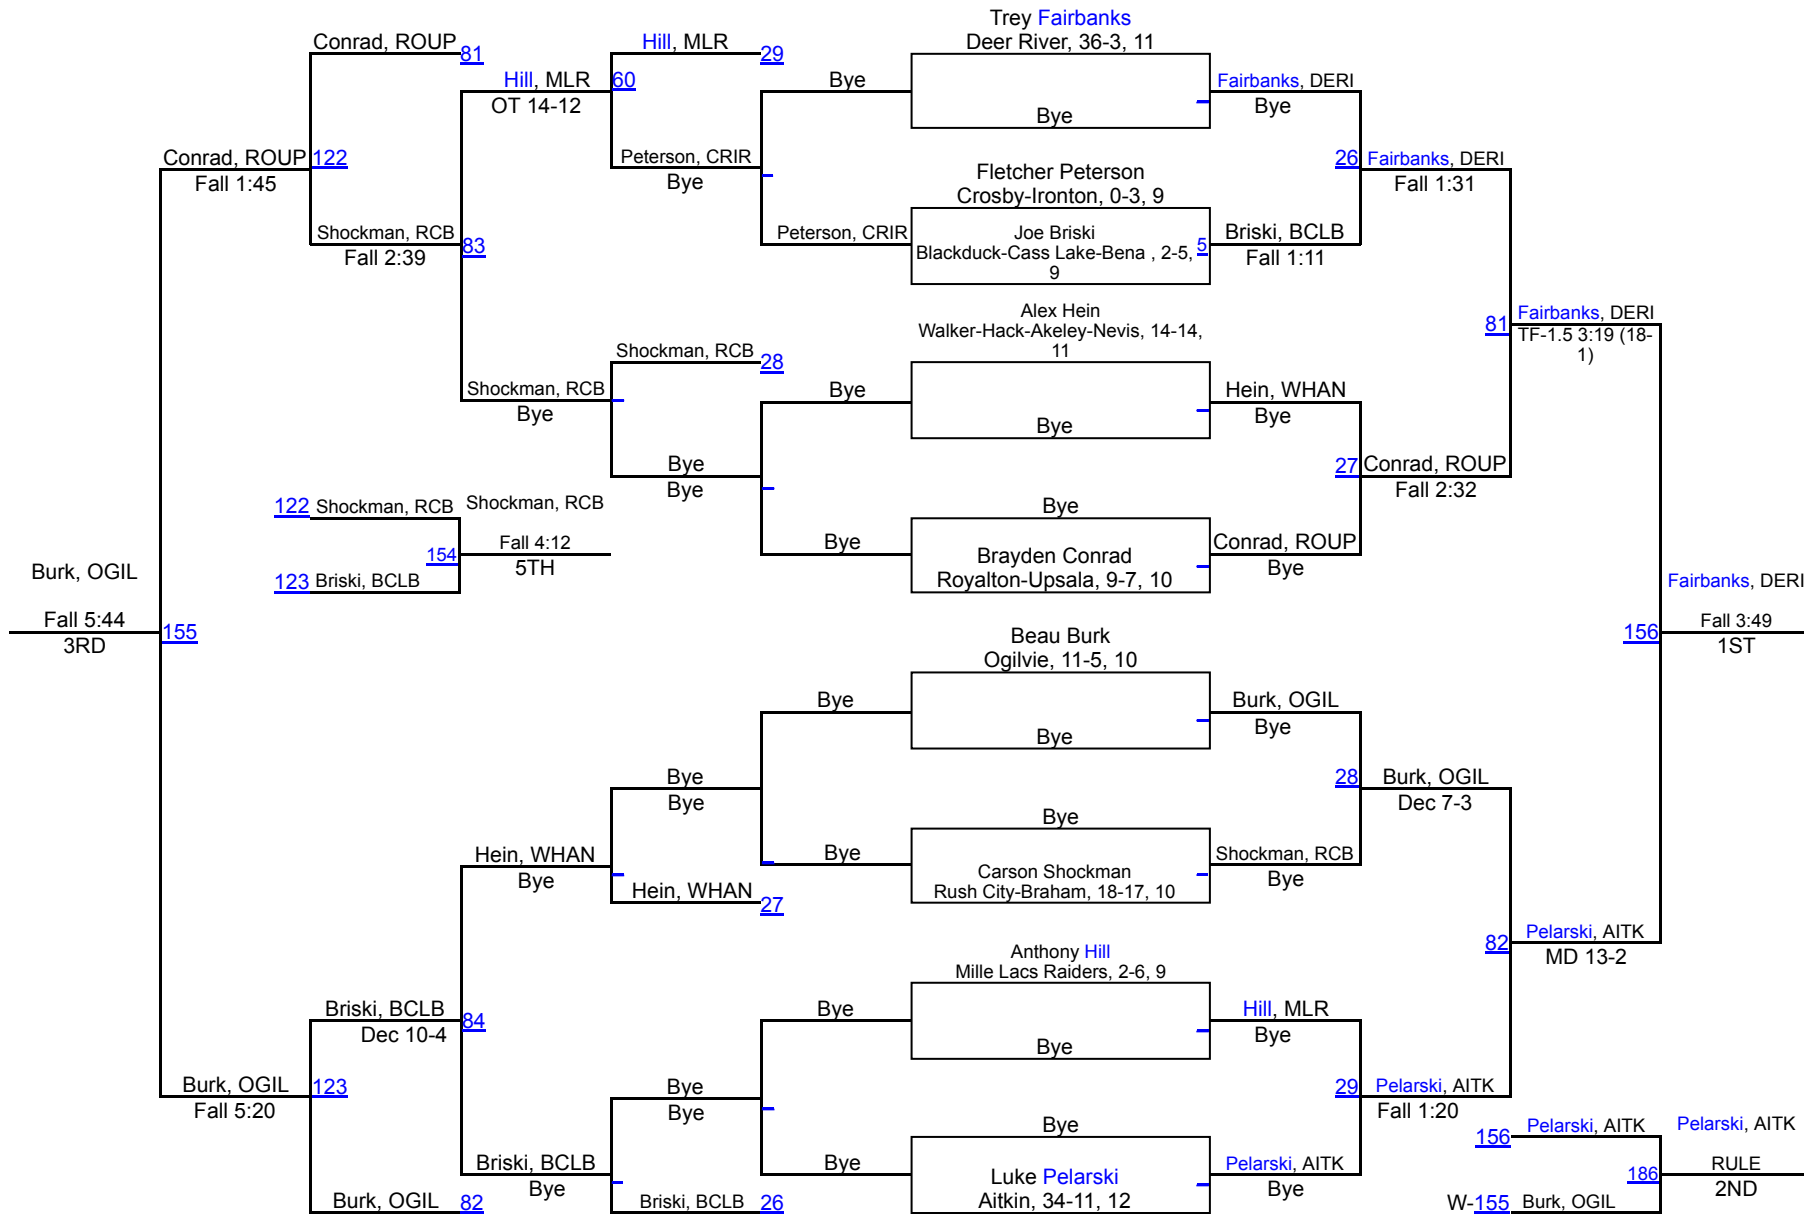 Trey Fairbanks
Deer River, 36-3, 11
Conrad, ROUP
81
Hill, MLR
29
Hill, MLR
60
OT 14-12
Bye
Bye
Fairbanks, DERI
Bye
Conrad, ROUP
122
Fall 1:45
Peterson, CRIR
Bye
Fletcher Peterson
Crosby-Ironton, 0-3, 9
26
Fairbanks, DERI
Fall 1:31
Shockman, RCB
83
Fall 2:39
Peterson, CRIR
Joe Briski
Blackduck-Cass Lake-Bena , 2-5,
9
5
Briski, BCLB
Fall 1:11
Alex Hein
Walker-Hack-Akeley-Nevis, 14-14,
11
81
Fairbanks, DERI
TF-1.5 3:19 (18-
1)
Shockman, RCB
28
Shockman, RCB
Bye
Bye
Bye
Hein, WHAN
Bye
Bye
Bye
27
Conrad, ROUP
Fall 2:32
122
Shockman, RCB
Shockman, RCB
154
Fall 4:12
5TH
123
Briski, BCLB
Bye
Bye
Brayden Conrad
Royalton-Upsala, 9-7, 10
Conrad, ROUP
Bye
Burk, OGIL
Fall 5:44
3RD
155
Fairbanks, DERI
156
Fall 3:49
1ST
Beau Burk
Ogilvie, 11-5, 10
Bye
Bye
Burk, OGIL
Bye
Bye
Bye
28
Burk, OGIL
Dec 7-3
Hein, WHAN
Bye
Bye
Bye
Carson Shockman
Rush City-Braham, 18-17, 10
Shockman, RCB
Bye
Hein, WHAN
27
Anthony Hill
Mille Lacs Raiders, 2-6, 9
82
Pelarski, AITK
MD 13-2
Briski, BCLB
84
Dec 10-4
Bye
Bye
Hill, MLR
Bye
Burk, OGIL
123
Fall 5:20
Bye
Bye
29
Pelarski, AITK
Fall 1:20
Briski, BCLB
Bye
Bye
Bye
Luke Pelarski
Aitkin, 34-11, 12
Pelarski, AITK
Bye
156
Pelarski, AITK
Pelarski, AITK
186
RULE
2ND
Burk, OGIL
82
Briski, BCLB
26
W-155
Burk, OGIL